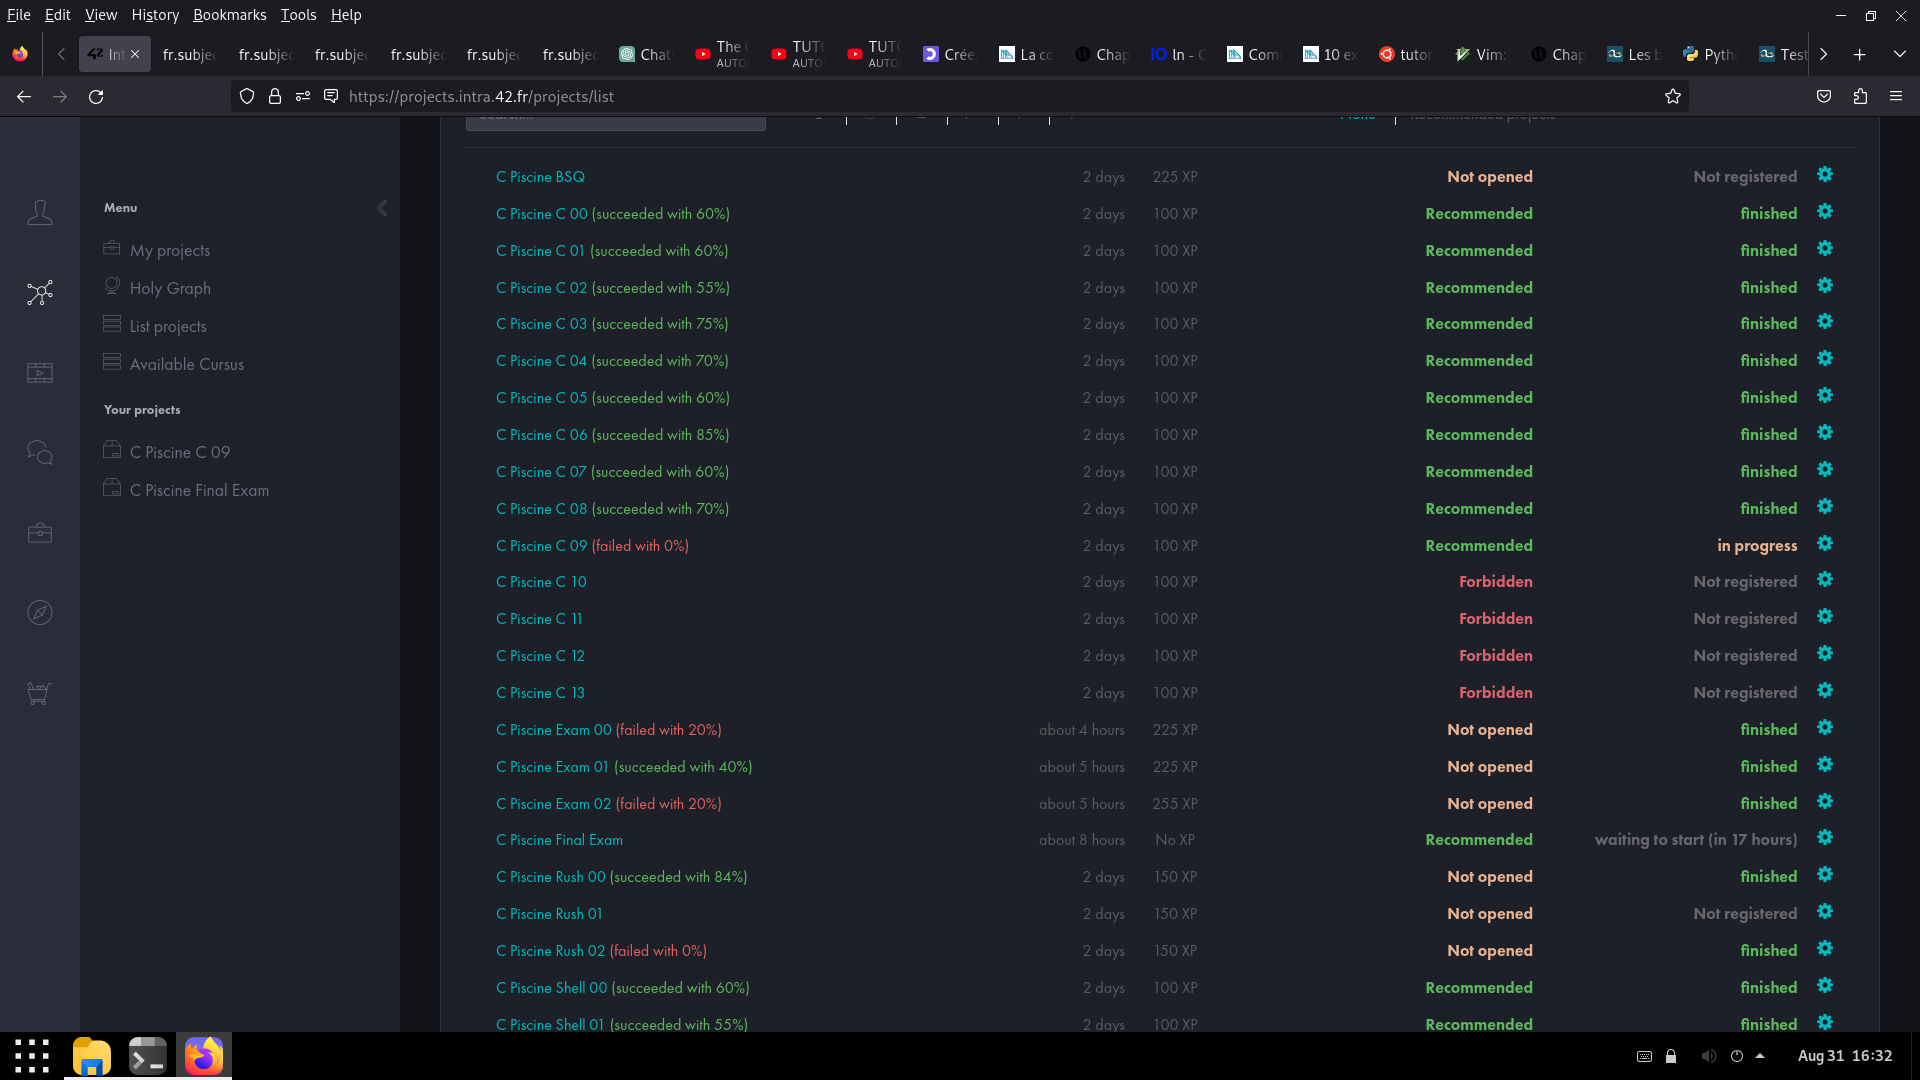 File Edit View History Bookmarks Tools Help
42 Int fr.subje fr.subje fr.subje fr.subje fr.subje fr.subje Chat The AUTO TUTO AUTO TUTO AUTO Crée La co Chap In - Com 10 ex tutor Vim: Chap Les b Pyth Test
https://projects.intra.42.fr/projects/list
None Recommended projects
C Piscine BSQ 2 days 225 XP Not opened Not registered
C Piscine C 00 (succeeded with 60%) 2 days 100 XP Recommended finished
Menu
C Piscine C 01 (succeeded with 60%) 2 days 100 XP Recommended finished
My projects
C Piscine C 02 (succeeded with 55%) 2 days 100 XP Recommended finished
Holy Graph
C Piscine C 03 (succeeded with 75%) 2 days 100 XP Recommended finished
List projects
C Piscine C 04 (succeeded with 70%) 2 days 100 XP Recommended finished
Available Cursus
C Piscine C 05 (succeeded with 60%) 2 days 100 XP Recommended finished
Your projects
C Piscine C 06 (succeeded with 85%) 2 days 100 XP Recommended finished
C Piscine C 09
C Piscine C 07 (succeeded with 60%) 2 days 100 XP Recommended finished
C Piscine Final Exam
C Piscine C 08 (succeeded with 70%) 2 days 100 XP Recommended finished
C Piscine C 09 (failed with 0%) 2 days 100 XP Recommended in progress
C Piscine C 10 2 days 100 XP Forbidden Not registered
C Piscine C 11 2 days 100 XP Forbidden Not registered
C Piscine C 12 2 days 100 XP Forbidden Not registered
C Piscine C 13 2 days 100 XP Forbidden Not registered
C Piscine Exam 00 (failed with 20%) about 4 hours 225 XP Not opened finished
C Piscine Exam 01 (succeeded with 40%) about 5 hours 225 XP Not opened finished
C Piscine Exam 02 (failed with 20%) about 5 hours 255 XP Not opened finished
C Piscine Final Exam about 8 hours No XP Recommended waiting to start (in 17 hours)
C Piscine Rush 00 (succeeded with 84%) 2 days 150 XP Not opened finished
C Piscine Rush 01 2 days 150 XP Not opened Not registered
C Piscine Rush 02 (failed with 0%) 2 days 150 XP Not opened finished
C Piscine Shell 00 (succeeded with 60%) 2 days 100 XP Recommended finished
C Piscine Shell 01 (succeeded with 55%) 2 days 100 XP Recommended finished
Aug 31 16:32